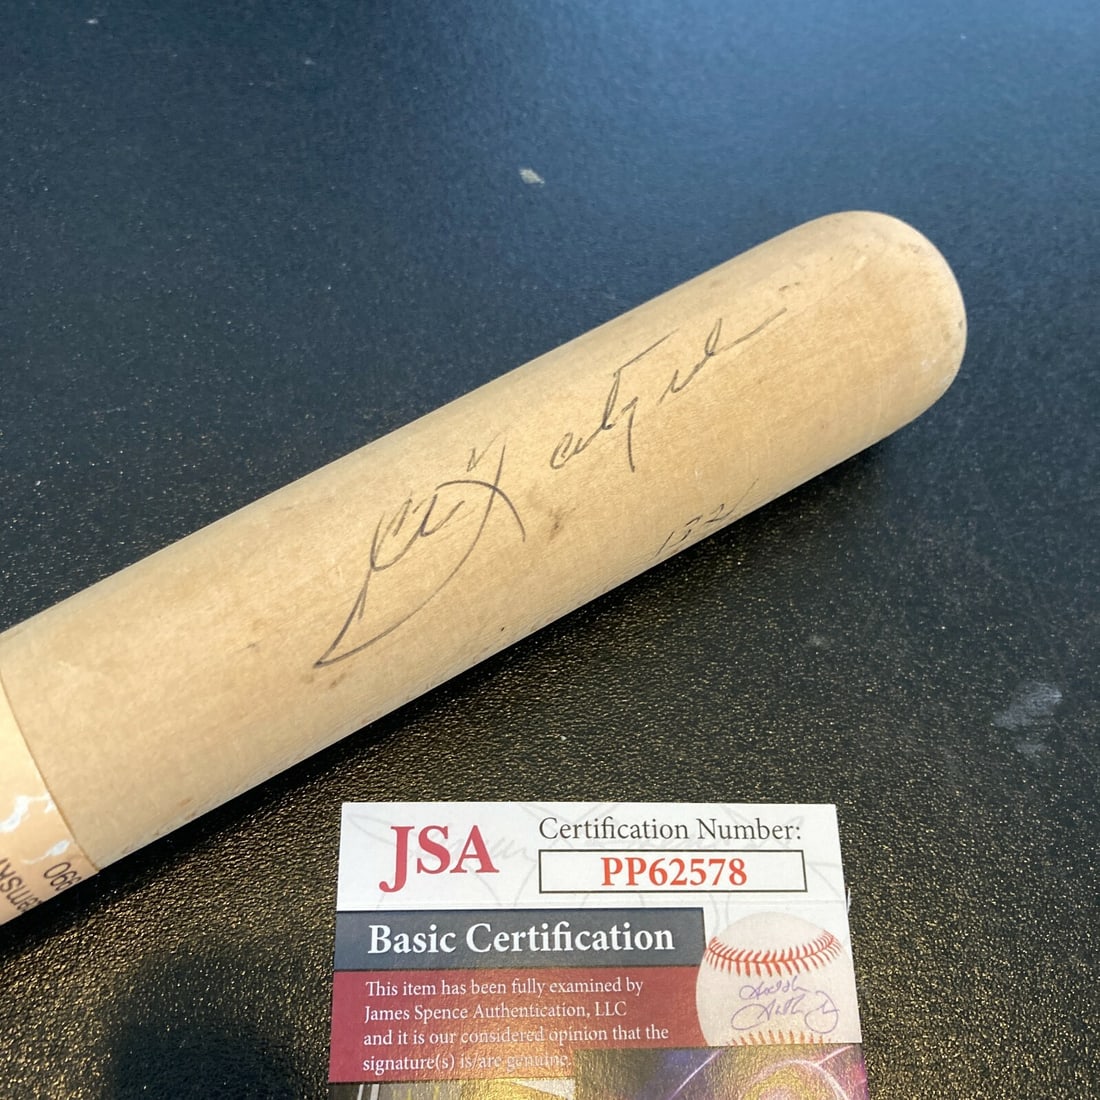 JSA
Certification Number:
PP62578
Basic Certification
This item has been fully examined by
James Spence Authentication, LLC
and it is our considered opinion that the
signature(s) is/are genuine.